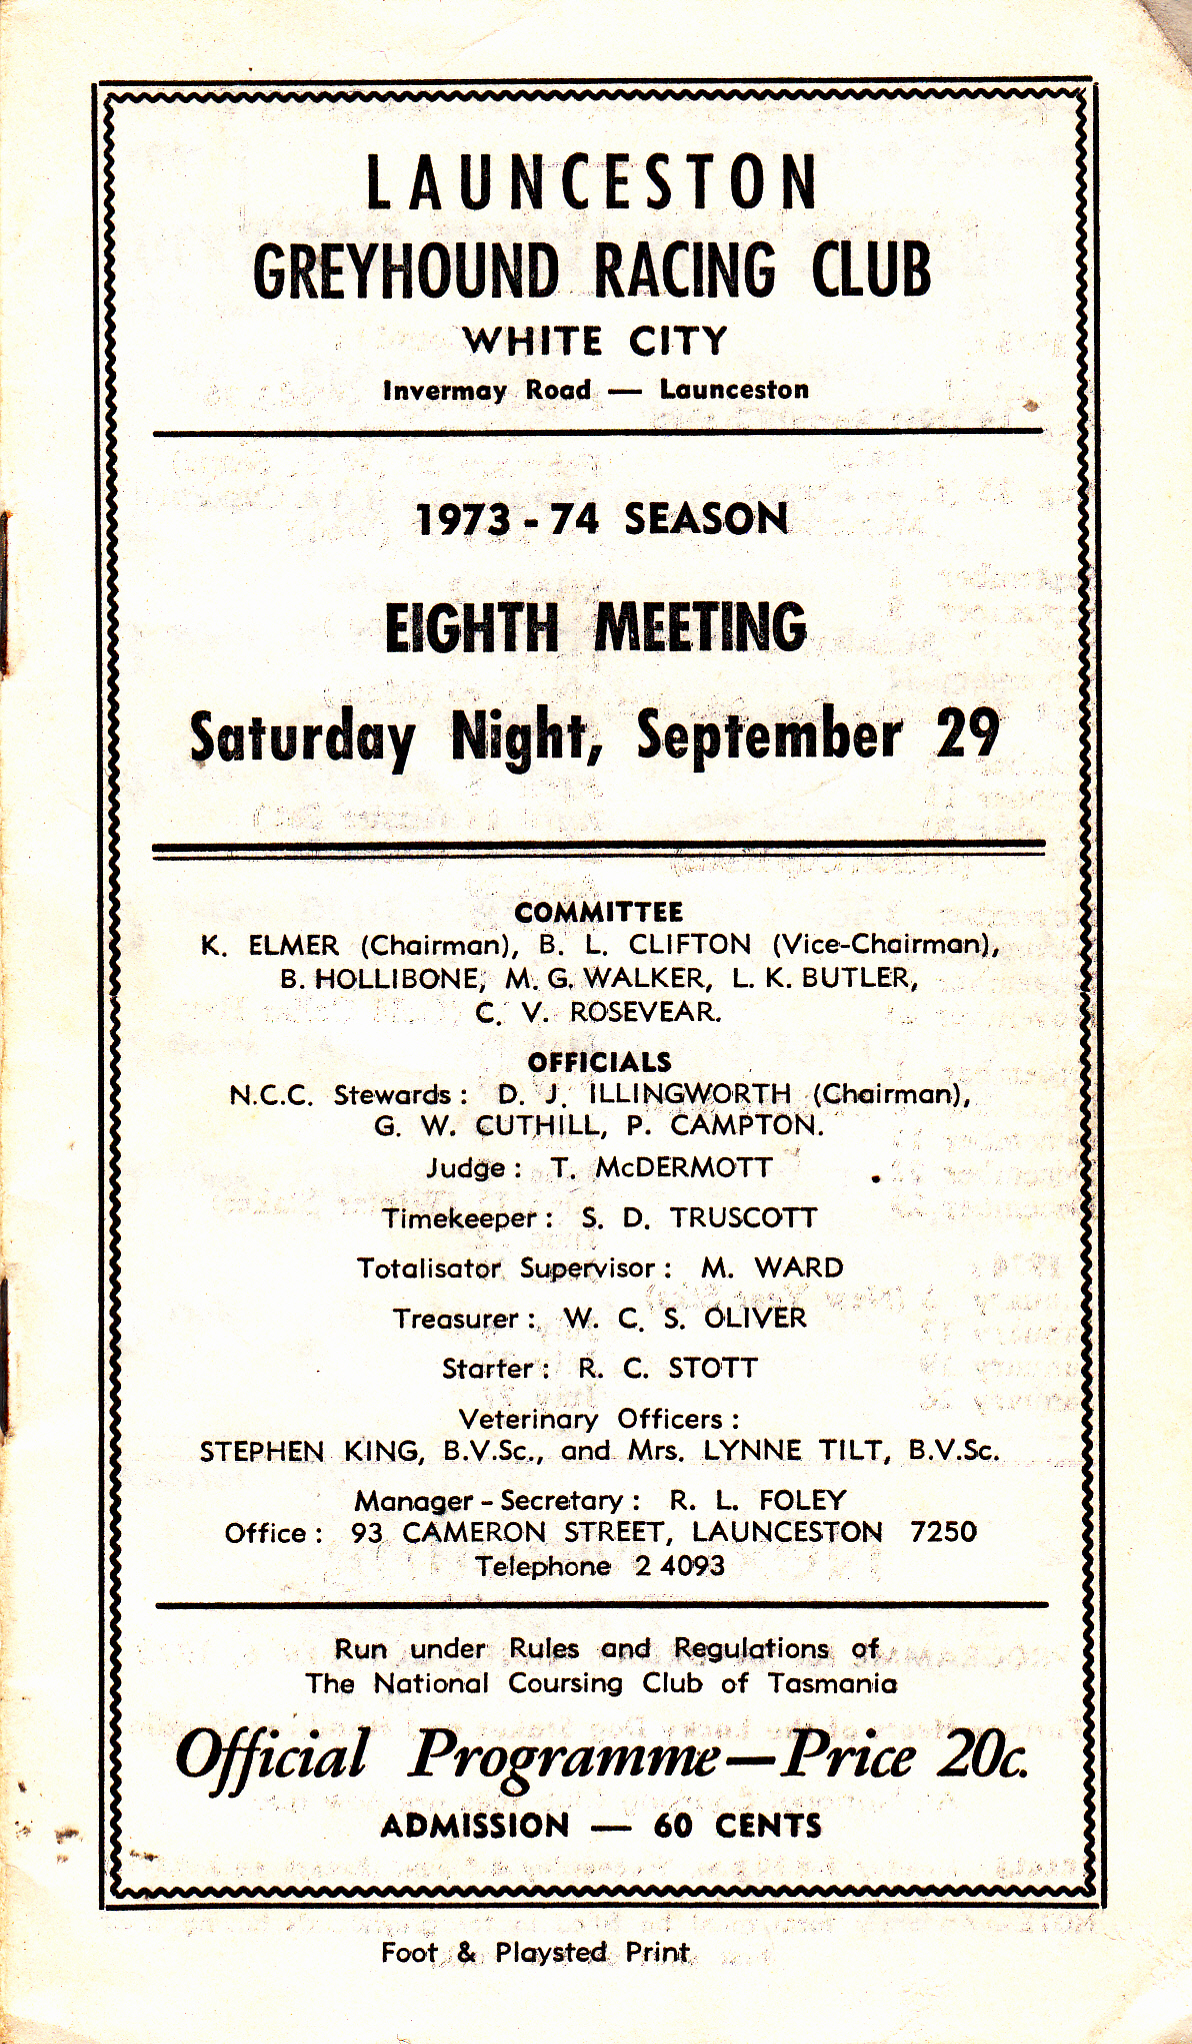 LAUNCESTON
GREYHOUND RACING CLUB
WHITE CITY
Invermay Road — Launceston
1973 - 74 SEASON
EIGHTH MEETING
Saturday Night, September 29
COMMITTEE
K. ELMER (Chairman), B. L. CLIFTON (Vice-Chairman),
B. HOLLIBONE, M. G. WALKER, L. K. BUTLER,
C. V. ROSEVEAR.
OFFICIALS
N.C.C. Stewards : D. J. ILLINGWORTH (Chairman),
G. W. CUTHILL, P. CAMPTON.
Judge : T. McDERMOTT
Timekeeper : S. D. TRUSCOTT
Totalisator Supervisor : M. WARD
Treasurer : W. C. S. OLIVER
Starter : R. C. STOTT
Veterinary Officers :
STEPHEN KING, B.V.Sc., and Mrs. LYNNE TILT, B.V.Sc.
Manager - Secretary : R. L. FOLEY
Office : 93 CAMERON STREET, LAUNCESTON 7250
Telephone 2 4093
Run under Rules and Regulations of
The National Coursing Club of Tasmania
Official Programme — Price 20c.
ADMISSION — 60 CENTS
Foot & Playsted Print